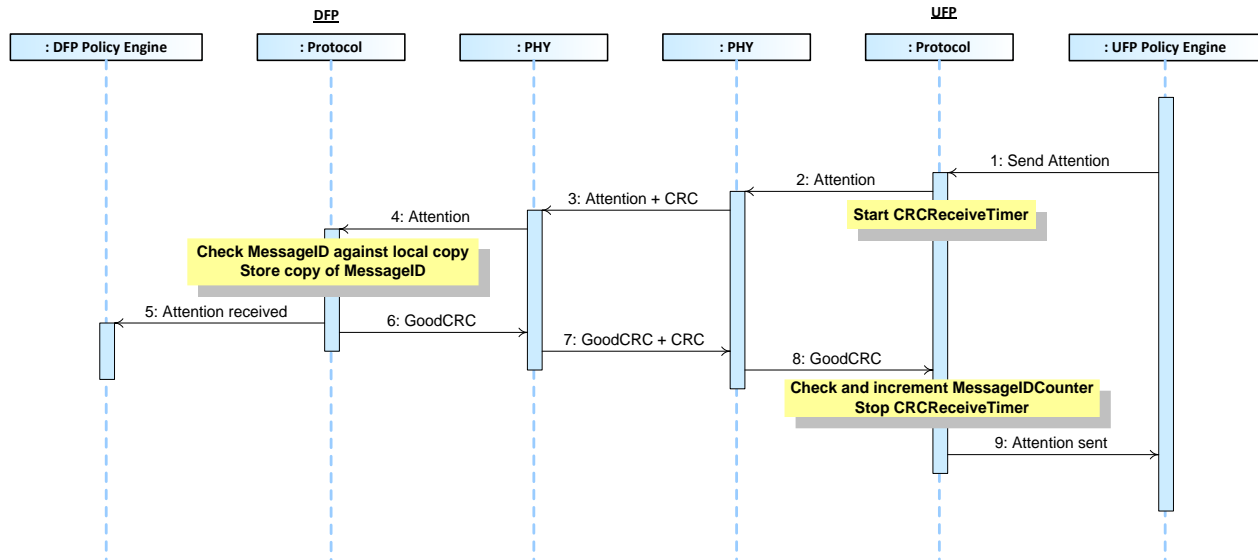 DFP
UFP
: DFP Policy Engine
: Protocol
: PHY
: PHY
: Protocol
: UFP Policy Engine
1: Send Attention
2: Attention
3: Attention + CRC
Start CRCReceiveTimer
4: Attention
Check MessageID against local copy
Store copy of MessageID
5: Attention received
6: GoodCRC
7: GoodCRC + CRC
8: GoodCRC
Check and increment MessageIDCounter
Stop CRCReceiveTimer
9: Attention sent